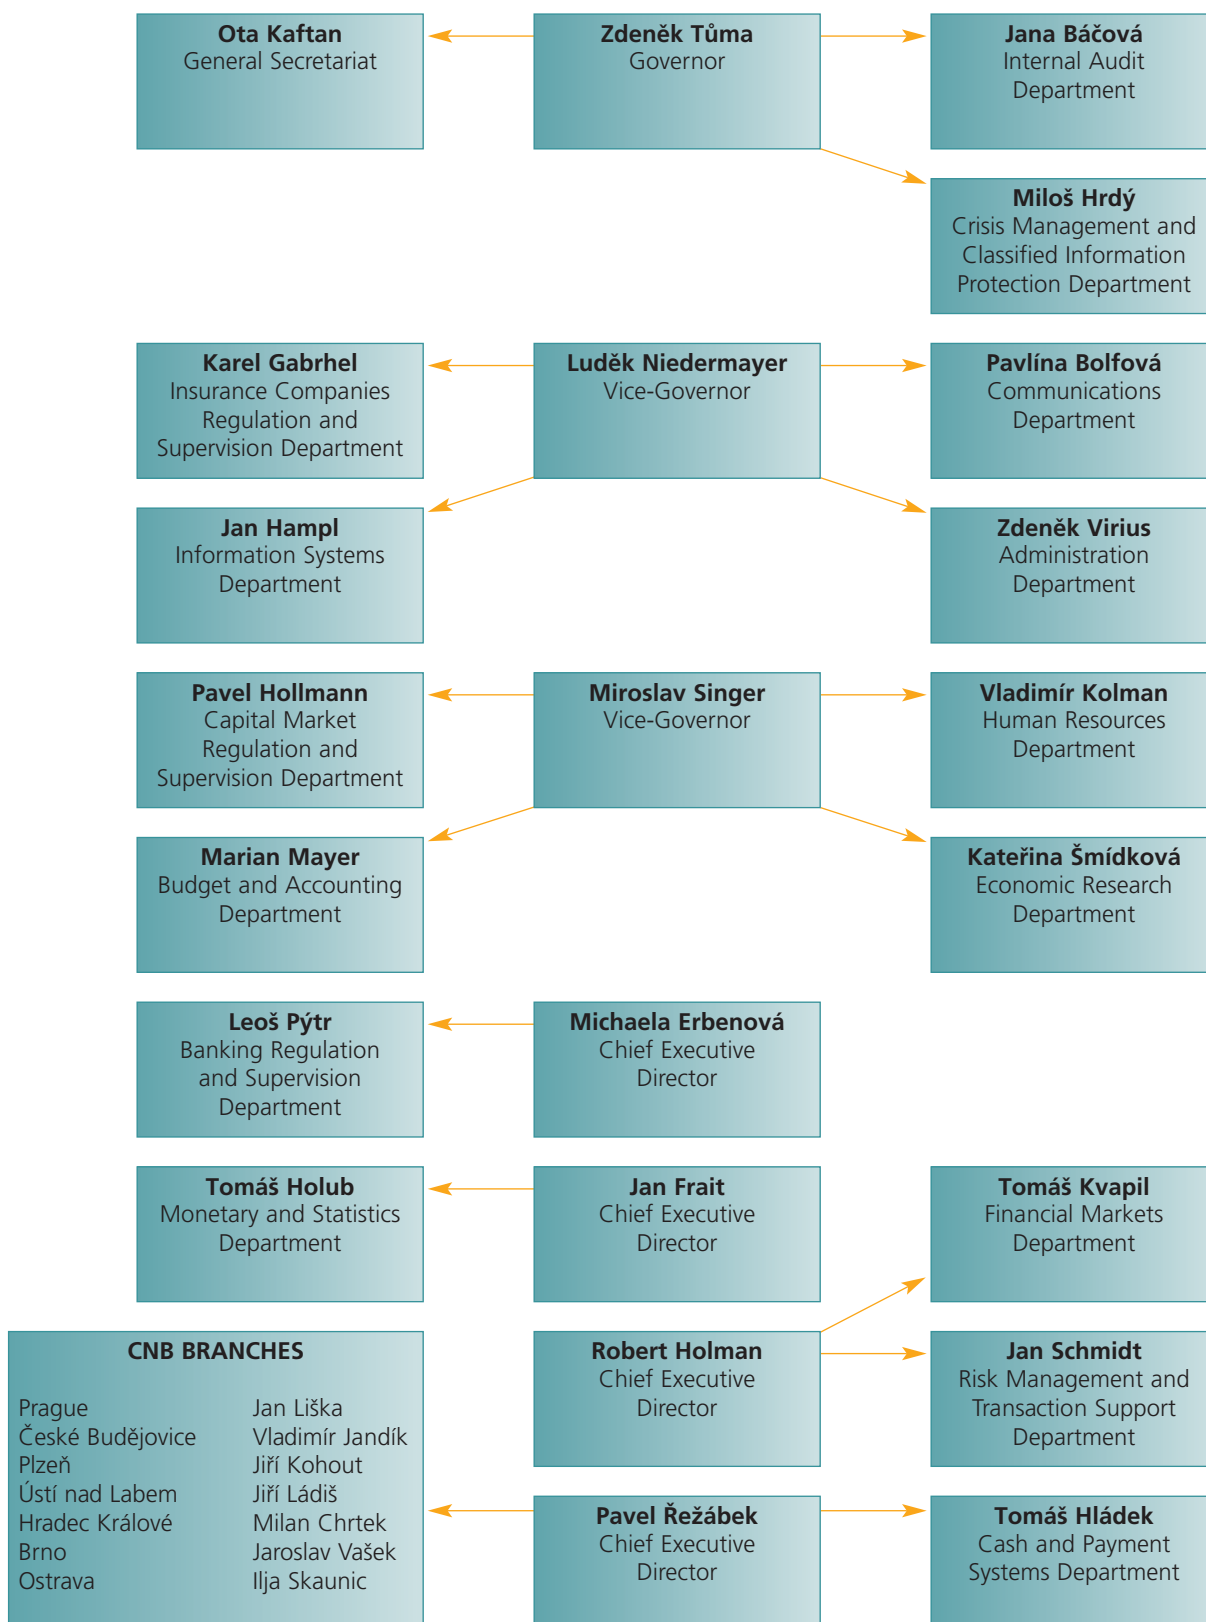 Ota Kaftan
General Secretariat
Zdeněk Tůma
Governor
Jana Báčová
Internal Audit
Department
Miloš Hrdý
Crisis Management and
Classified Information
Protection Department
Karel Gabrhel
Insurance Companies
Regulation and
Supervision Department
Luděk Niedermayer
Vice-Governor
Pavlína Bolfová
Communications
Department
Jan Hampl
Information Systems
Department
Zdeněk Virius
Administration
Department
Pavel Hollmann
Capital Market
Regulation and
Supervision Department
Miroslav Singer
Vice-Governor
Vladimír Kolman
Human Resources
Department
Marian Mayer
Budget and Accounting
Department
Kateřina Šmídková
Economic Research
Department
Leoš Pýtr
Banking Regulation
and Supervision
Department
Michaela Erbenová
Chief Executive
Director
Tomáš Holub
Monetary and Statistics
Department
Jan Frait
Chief Executive
Director
Tomáš Kvapil
Financial Markets
Department
CNB BRANCHES
Prague Jan Liška
České Budějovice Vladimír Jandík
Plzeň Jiří Kohout
Ústí nad Labem Jiří Ládiš
Hradec Králové Milan Chrtek
Brno Jaroslav Vašek
Ostrava Ilja Skaunic
Robert Holman
Chief Executive
Director
Jan Schmidt
Risk Management and
Transaction Support
Department
Pavel Řežábek
Chief Executive
Director
Tomáš Hládek
Cash and Payment
Systems Department